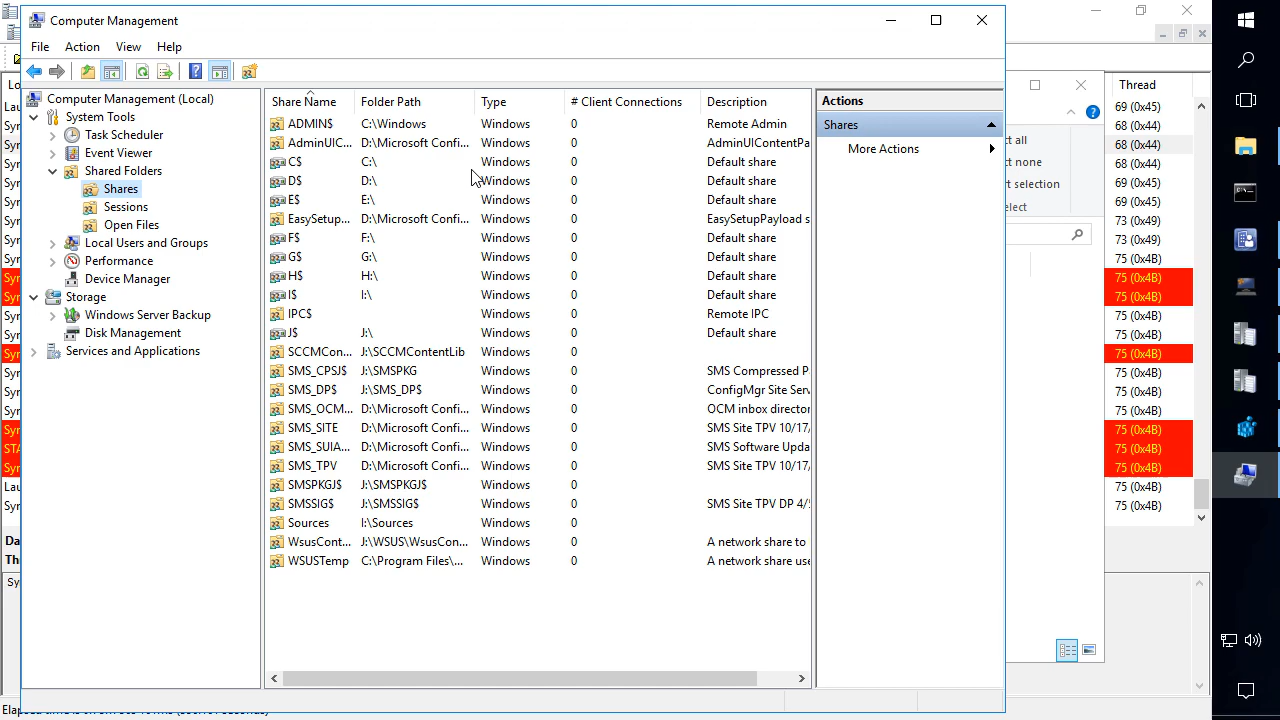 Computer Management
File Action View Help
Computer Management (Local)
System Tools
Task Scheduler
Event Viewer
Shared Folders
Shares
Sessions
Open Files
Local Users and Groups
Performance
Device Manager
Storage
Windows Server Backup
Disk Management
Services and Applications
Share Name Folder Path Type # Client Connections Description
ADMIN$ C:\Windows Windows 0 Remote Admin
AdminUIC... D:\Microsoft Confi... Windows 0 AdminUIContentPa
C$ C:\ Windows 0 Default share
D$ D:\ Windows 0 Default share
E$ E:\ Windows 0 Default share
EasySetup... D:\Microsoft Confi... Windows 0 EasySetupPayload s
F$ F:\ Windows 0 Default share
G$ G:\ Windows 0 Default share
H$ H:\ Windows 0 Default share
I$ I:\ Windows 0 Default share
IPC$ Windows 0 Remote IPC
J$ J:\ Windows 0 Default share
SCCMCon... J:\SCCMContentLib Windows 0
SMS_CPSJ$ J:\SMSPKG Windows 0 SMS Compressed P
SMS_DP$ J:\SMS_DP$ Windows 0 ConfigMgr Site Serv
SMS_OCM... D:\Microsoft Confi... Windows 0 OCM inbox director
SMS_SITE D:\Microsoft Confi... Windows 0 SMS Site TPV 10/17/
SMS_SUIA... D:\Microsoft Confi... Windows 0 SMS Software Upda
SMS_TPV D:\Microsoft Confi... Windows 0 SMS Site TPV 10/17/
SMSPKGJ$ J:\SMSPKGJ$ Windows 0
SMSSIG$ J:\SMSSIG$ Windows 0 SMS Site TPV DP 4/5
Sources I:\Sources Windows 0
WsusCont... J:\WSUS\WsusCon... Windows 0 A network share to
WSUSTemp C:\Program Files\... Windows 0 A network share use
Actions
Shares
More Actions
ct all
ct none
rt selection
elect
Thread
69 (0x45)
68 (0x44)
68 (0x44)
68 (0x44)
69 (0x45)
69 (0x45)
73 (0x49)
73 (0x49)
75 (0x4B)
75 (0x4B)
75 (0x4B)
75 (0x4B)
75 (0x4B)
75 (0x4B)
75 (0x4B)
75 (0x4B)
75 (0x4B)
75 (0x4B)
75 (0x4B)
75 (0x4B)
75 (0x4B)
75 (0x4B)